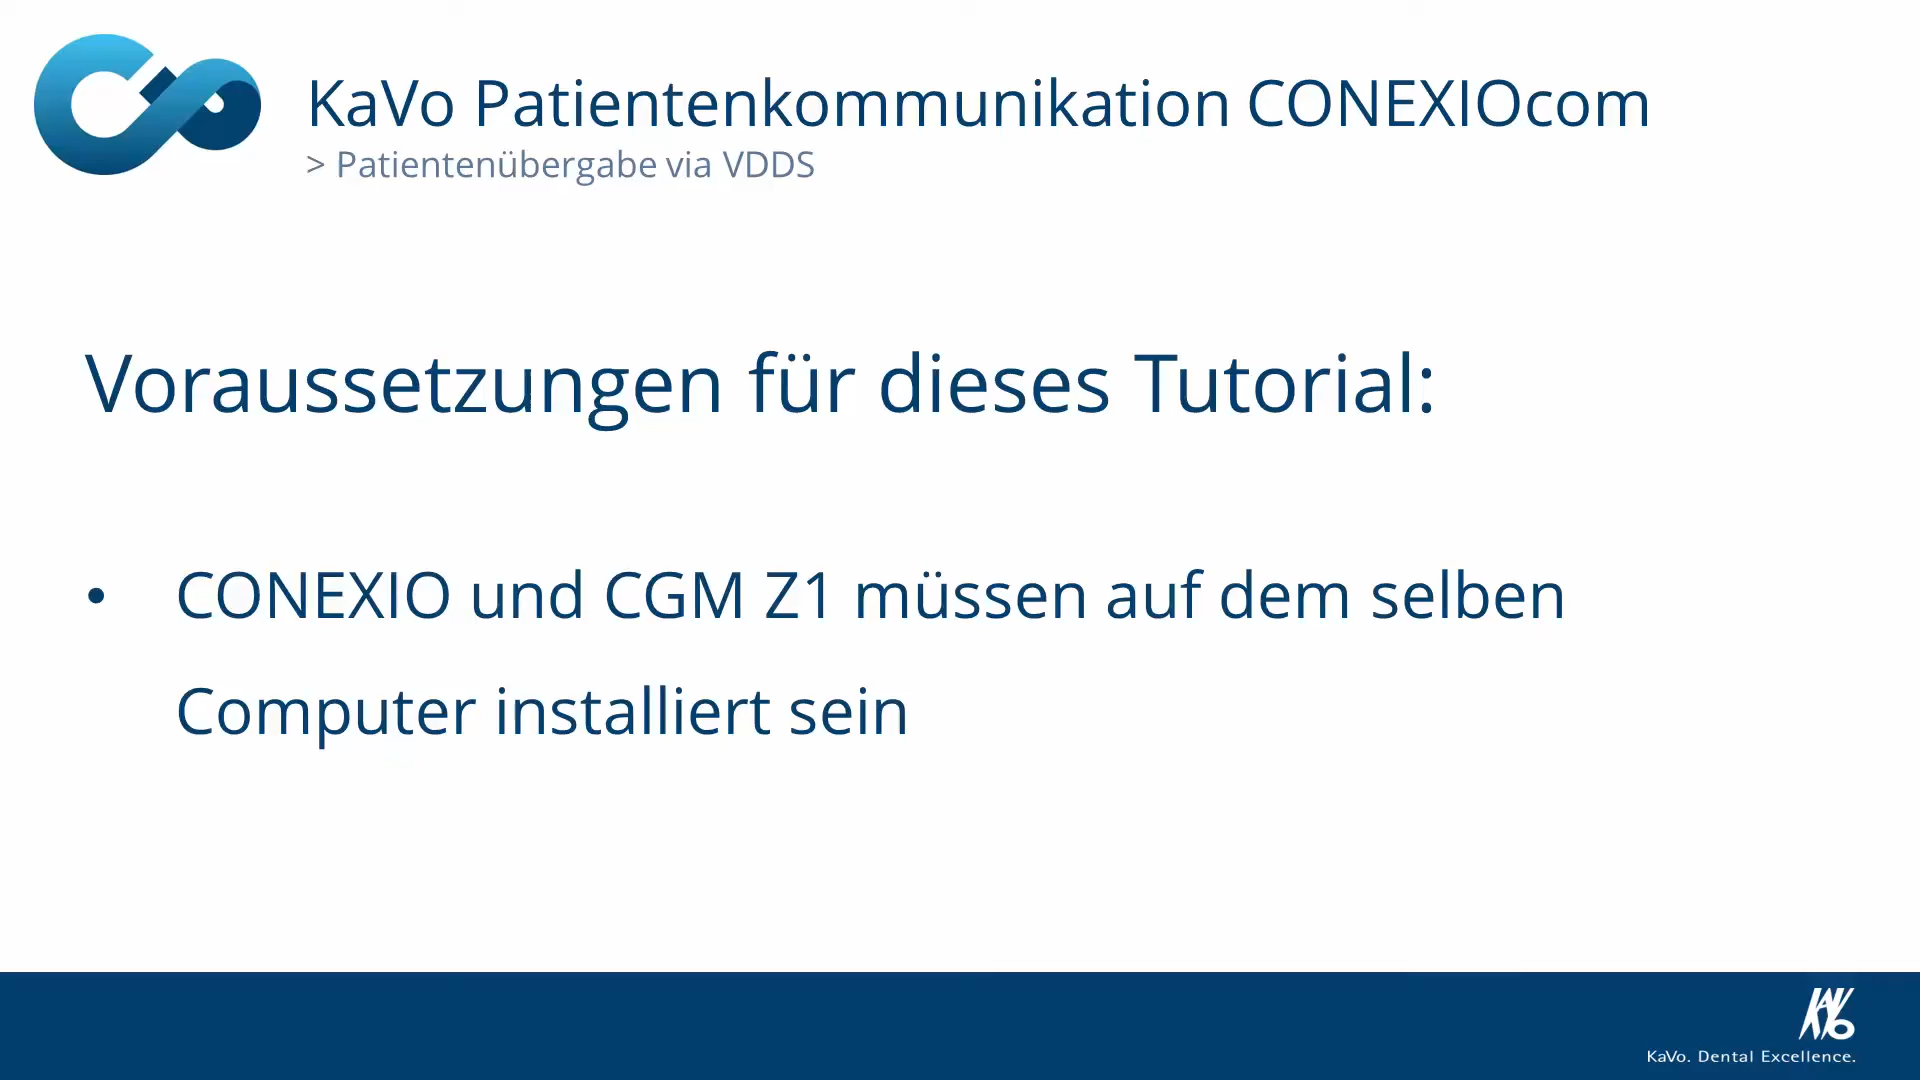 KaVo Patientenkommunikation CONEXIOcom
> Patientenübergabe via VDDS
Voraussetzungen für dieses Tutorial:
• CONEXIO und CGM Z1 müssen auf dem selben
Computer installiert sein
KaVo
KaVo. Dental Excellence.